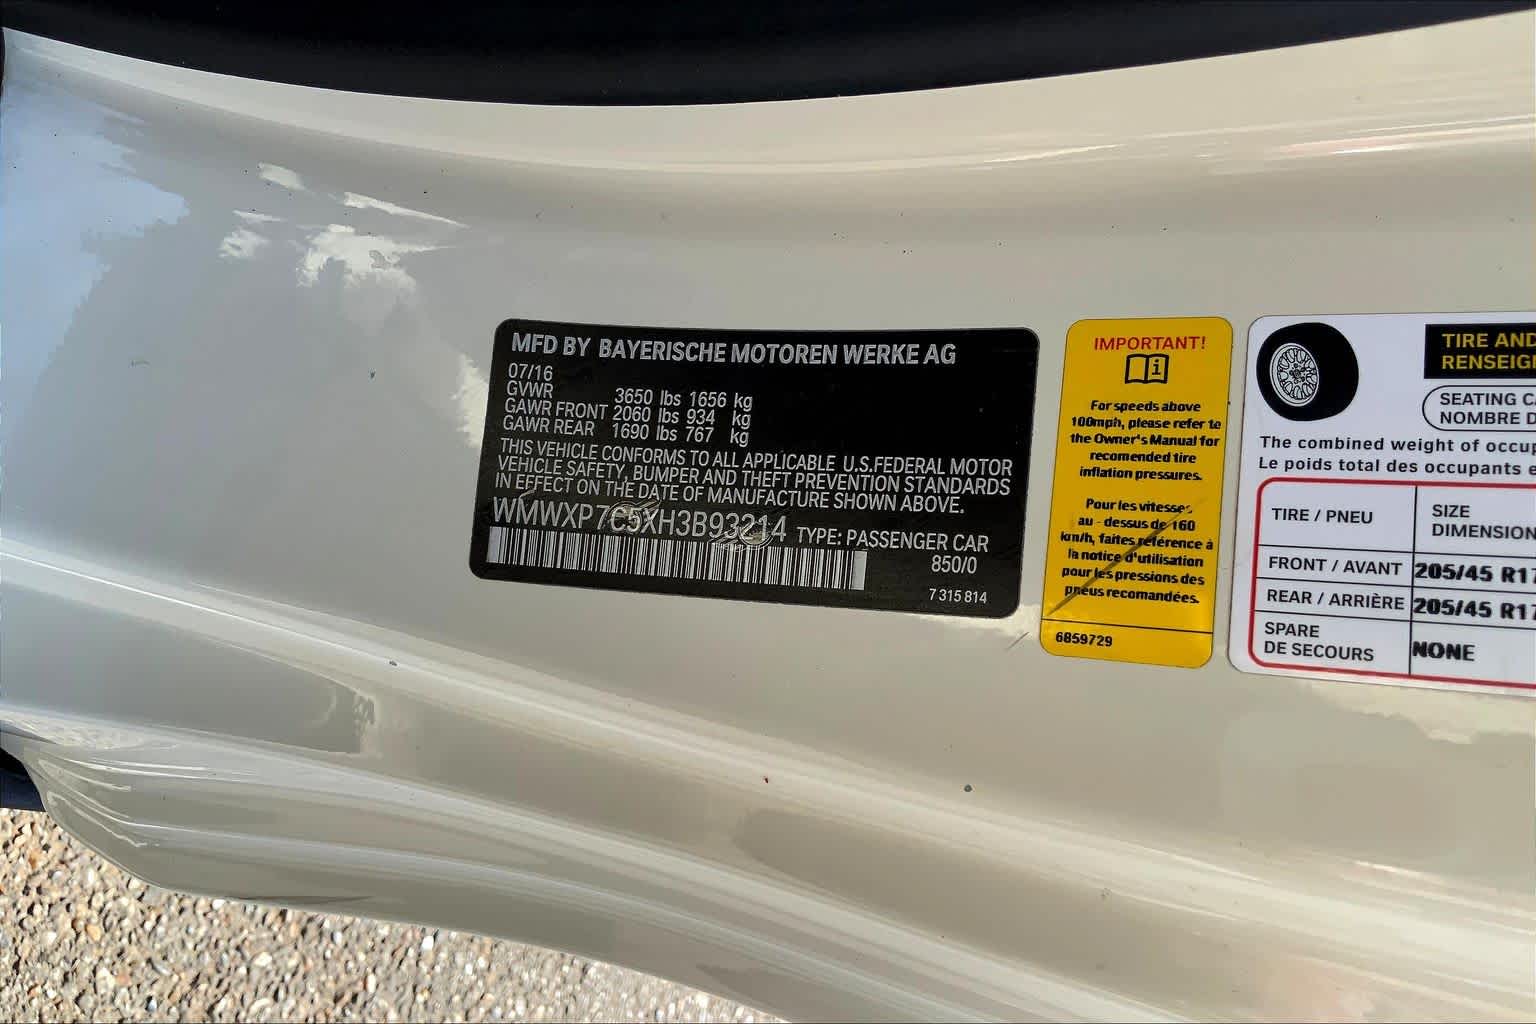 MFD BY BAYERISCHE MOTOREN WERKE AG
07/16
GVWR 3650 lbs 1656 kg
GAWR FRONT 2060 lbs 934 kg
GAWR REAR 1690 lbs 767 kg
THIS VEHICLE CONFORMS TO ALL APPLICABLE U.S.FEDERAL MOTOR
VEHICLE SAFETY, BUMPER AND THEFT PREVENTION STANDARDS
IN EFFECT ON THE DATE OF MANUFACTURE SHOWN ABOVE.
WMWXP7C5XH3B93214 TYPE: PASSENGER CAR
850/0
7 315 814
IMPORTANT!
i
For speeds above
100mph, please refer to
the Owner's Manual for
recomended tire
inflation pressures.
Pour les vitesses
au - dessus de 160
km/h, faites référence à
la notice d'utilisation
pour les pressions des
pneus recomandées.
6859729
TIRE AND
RENSEIG
SEATING CA
NOMBRE D
The combined weight of occup
Le poids total des occupants e
TIRE / PNEU SIZE
DIMENSION
FRONT / AVANT 205/45 R17
REAR / ARRIÈRE 205/45 R17
SPARE
DE SECOURS NONE